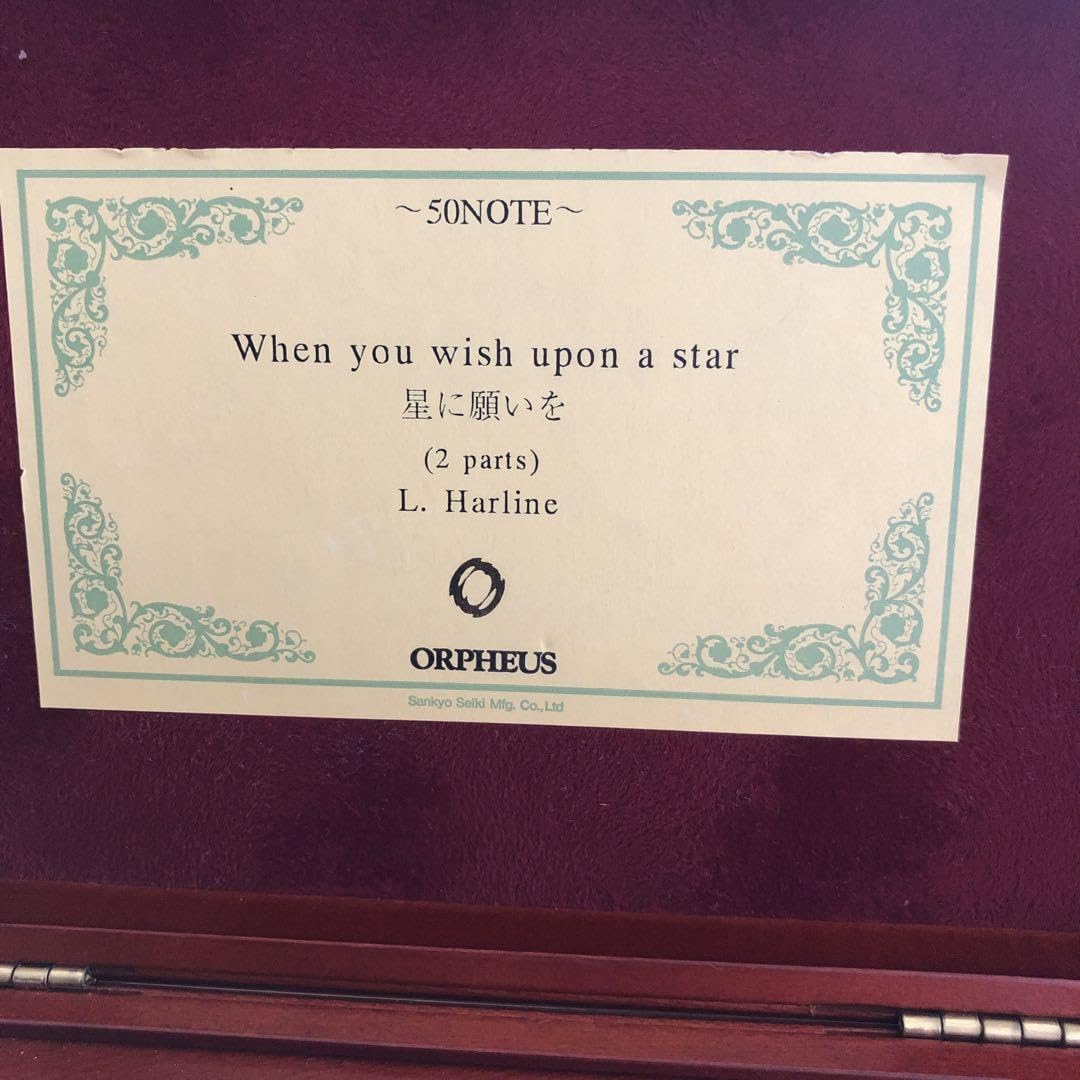 ～50NOTE～
When you wish upon a star
星に願いを
(2 parts)
L. Harline
ORPHEUS
Sankyo Seiki Mfg. Co.,Ltd